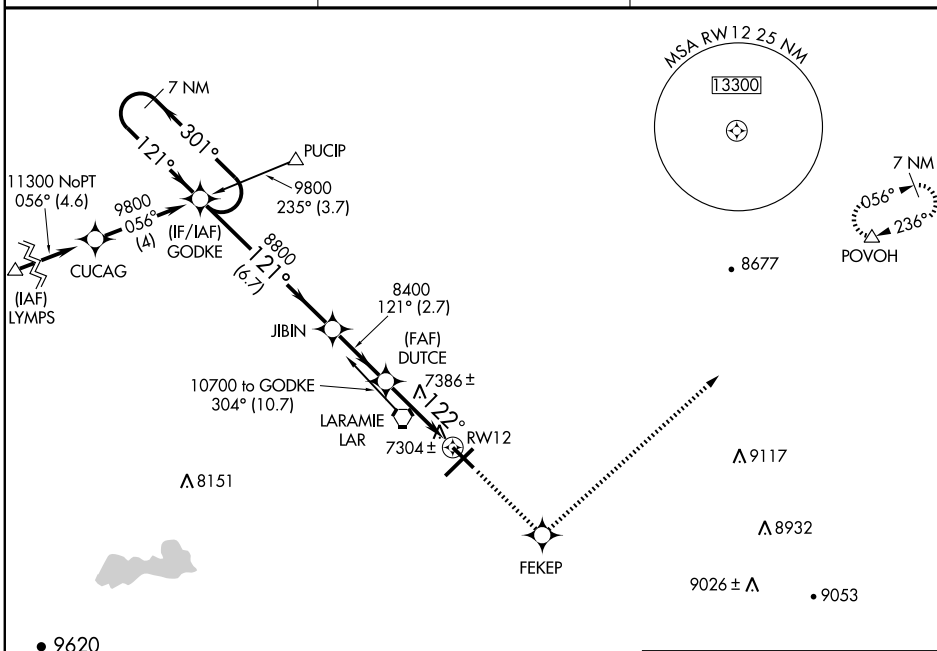 MSA RW12 25 NM
13300
7 NM
301°
121°
PUCIP
9800
235° (3.7)
11300 NoPT
056° (4.6)
9800
056°
(4)
(IF/IAF)
GODKE
CUCAG
(IAF)
LYMPS
7 NM
056°
236°
POVOH
8677
8800
121°
(6.7)
8400
121° (2.7)
JIBIN
(FAF)
DUTCE
10700 to GODKE
304° (10.7)
7386 ±
122°
LARAMIE
LAR
7304 ±
RW12
8151
9117
8932
FEKEP
9026 ±
9053
9620